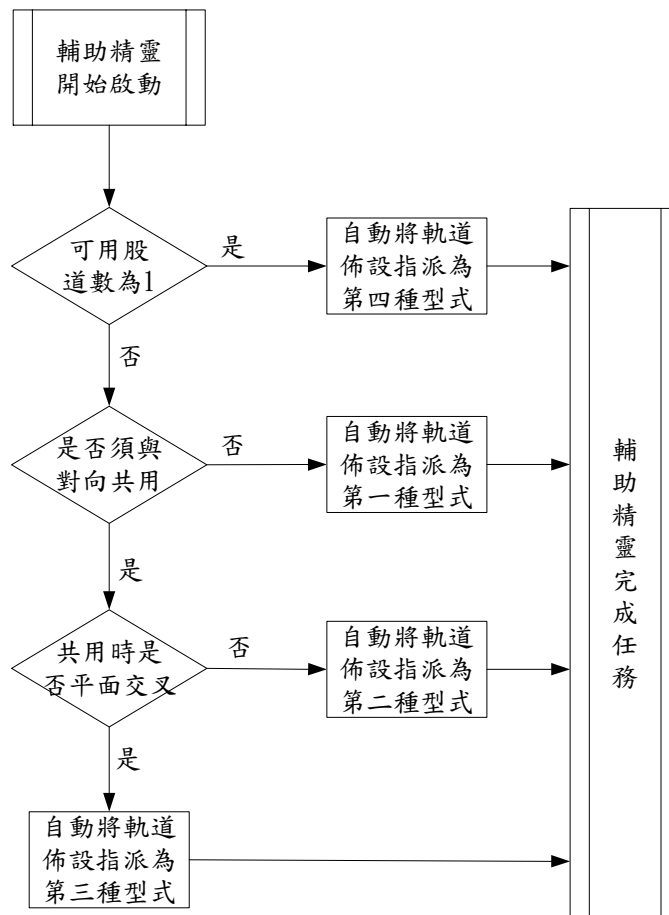 輔助精靈
開始啟動
可用股
道數為1
是
自動將軌道
佈設指派為
第四種型式
否
是否須與
對向共用
否
自動將軌道
佈設指派為
第一種型式
是
共用時是
否平面交叉
否
自動將軌道
佈設指派為
第二種型式
是
自動將軌道
佈設指派為
第三種型式
輔助精靈完成任務